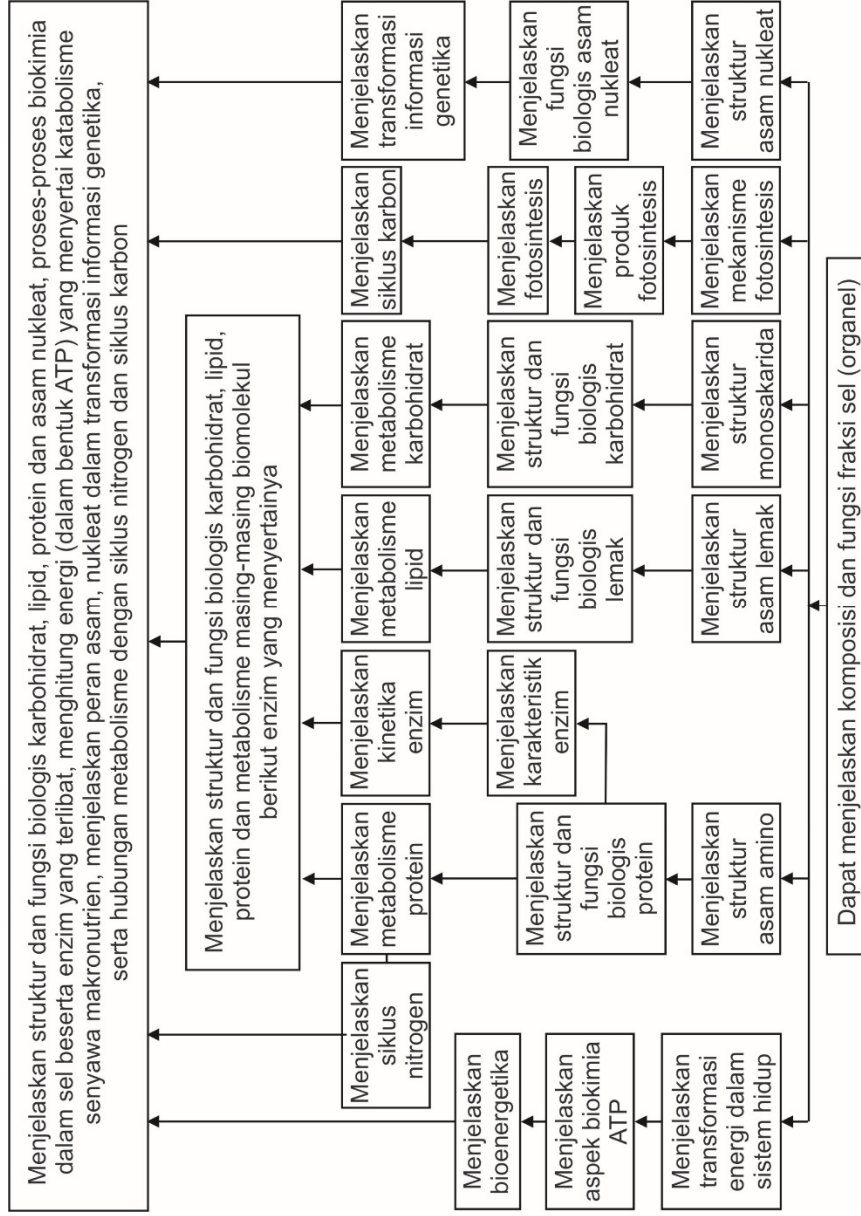 Menjelaskan struktur dan fungsi biologis karbohidrat, lipid, protein dan asam nukleat, proses-proses biokimia
dalam sel beserta enzim yang terlibat, menghitung energi (dalam bentuk ATP) yang menyertai katabolisme
senyawa makronutrien, menjelaskan peran asam, nukleat dalam transformasi informasi genetika,
serta hubungan metabolisme dengan siklus nitrogen dan siklus karbon
Menjelaskan struktur dan fungsi biologis karbohidrat, lipid,
protein dan metabolisme masing-masing biomolekul
berikut enzim yang menyertainya
Menjelaskan
siklus
nitrogen
Menjelaskan
metabolisme
protein
Menjelaskan
kinetika
enzim
Menjelaskan
metabolisme
lipid
Menjelaskan
metabolisme
karbohidrat
Menjelaskan
siklus karbon
Menjelaskan
transformasi
informasi
genetika
Menjelaskan
bioenergetika
Menjelaskan
aspek biokimia
ATP
Menjelaskan
struktur dan
fungsi
biologis
protein
Menjelaskan
karakteristik
enzim
Menjelaskan
struktur dan
fungsi
biologis
lemak
Menjelaskan
struktur dan
fungsi
biologis
karbohidrat
Menjelaskan
fotosintesis
Menjelaskan
produk
fotosintesis
Menjelaskan
fungsi
biologis asam
nukleat
Menjelaskan
transformasi
energi dalam
sistem hidup
Menjelaskan
struktur
asam amino
Menjelaskan
struktur
asam lemak
Menjelaskan
struktur
monosakarida
Menjelaskan
mekanisme
fotosintesis
Menjelaskan
struktur
asam nukleat
Dapat menjelaskan komposisi dan fungsi fraksi sel (organel)